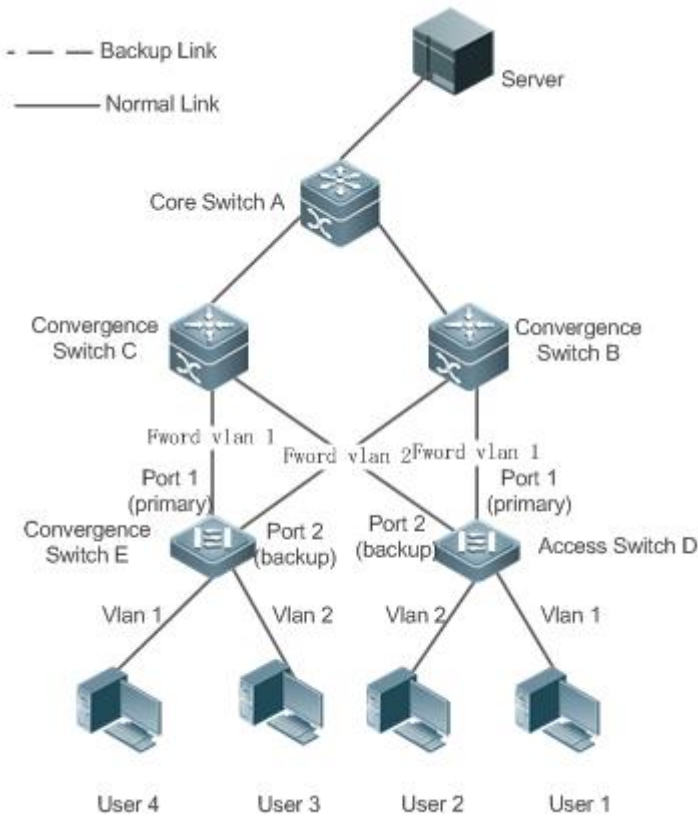 Backup Link
Normal Link
Server
Core Switch A
Convergence
Switch C
Convergence
Switch B
Fword vlan 1
Fword vlan 2
Fword vlan 1
Port 1
(primary)
Port 1
(primary)
Convergence
Switch E
Port 2
(backup)
Port 2
(backup)
Access Switch D
Vlan 1
Vlan 2
Vlan 2
Vlan 1
User 4
User 3
User 2
User 1